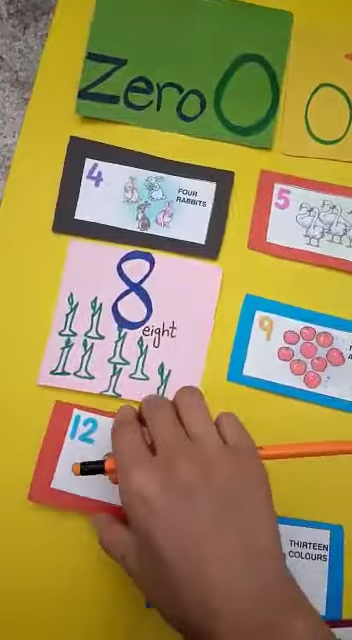 Zero 0
0
4
FOUR
RABBITS
5
8
eight
9
12
THIRTEEN
COLOURS